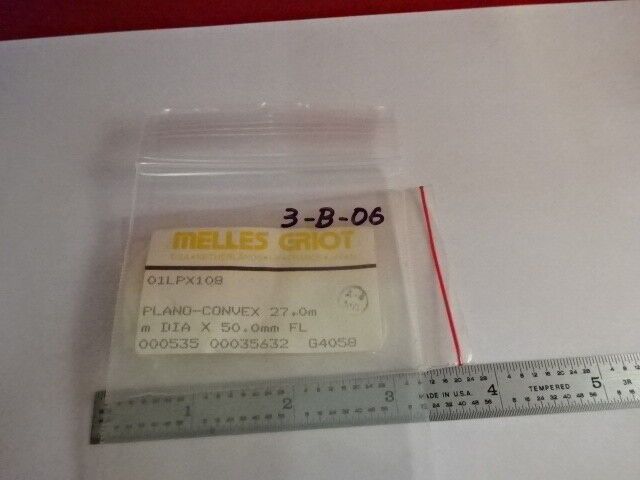 3-B-06
MELLES GRIOT
01LPX108
PLANO-CONVEX 27.0m
m DIA X 50.0mm FL
000535 00035632 G4058
1 2 3 4 5
MADE IN U.S.A.
TEMPERED